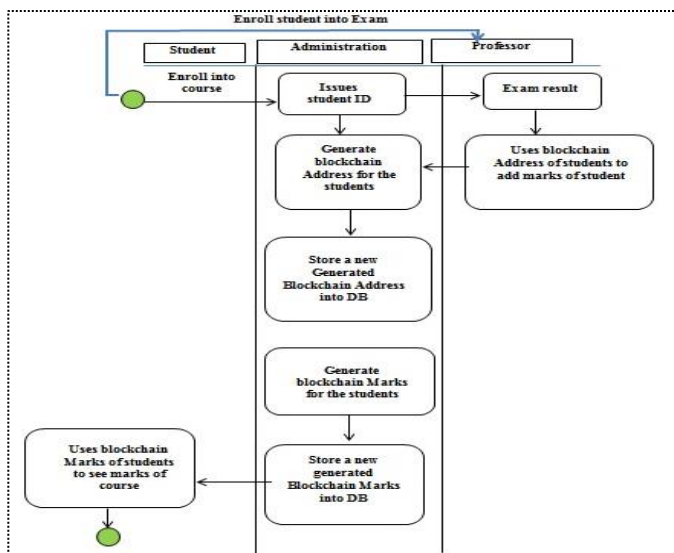 Enroll student into Exam
Student
Administration
Professor
Enroll into
course
Issues
student ID
Exam result
Generate
blockchain
Address for the
students
Uses blockchain
Address of students to
add marks of student
Store a new
Generated
Blockchain Address
into DB
Generate
blockchain Marks
for the students
Uses blockchain
Marks of students
to see marks of
course
Store a new
generated
Blockchain Marks
into DB